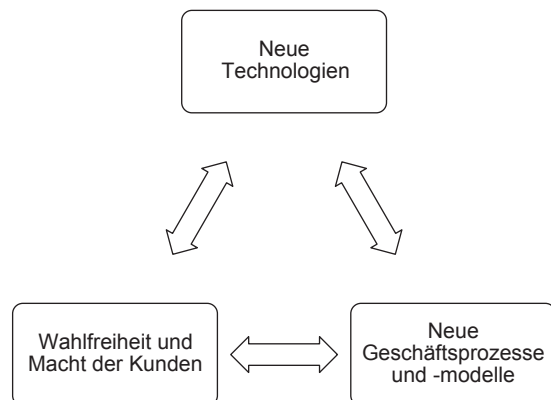 Neue
Technologien
Wahlfreiheit und
Macht der Kunden
Neue
Geschäftsprozesse
und -modelle